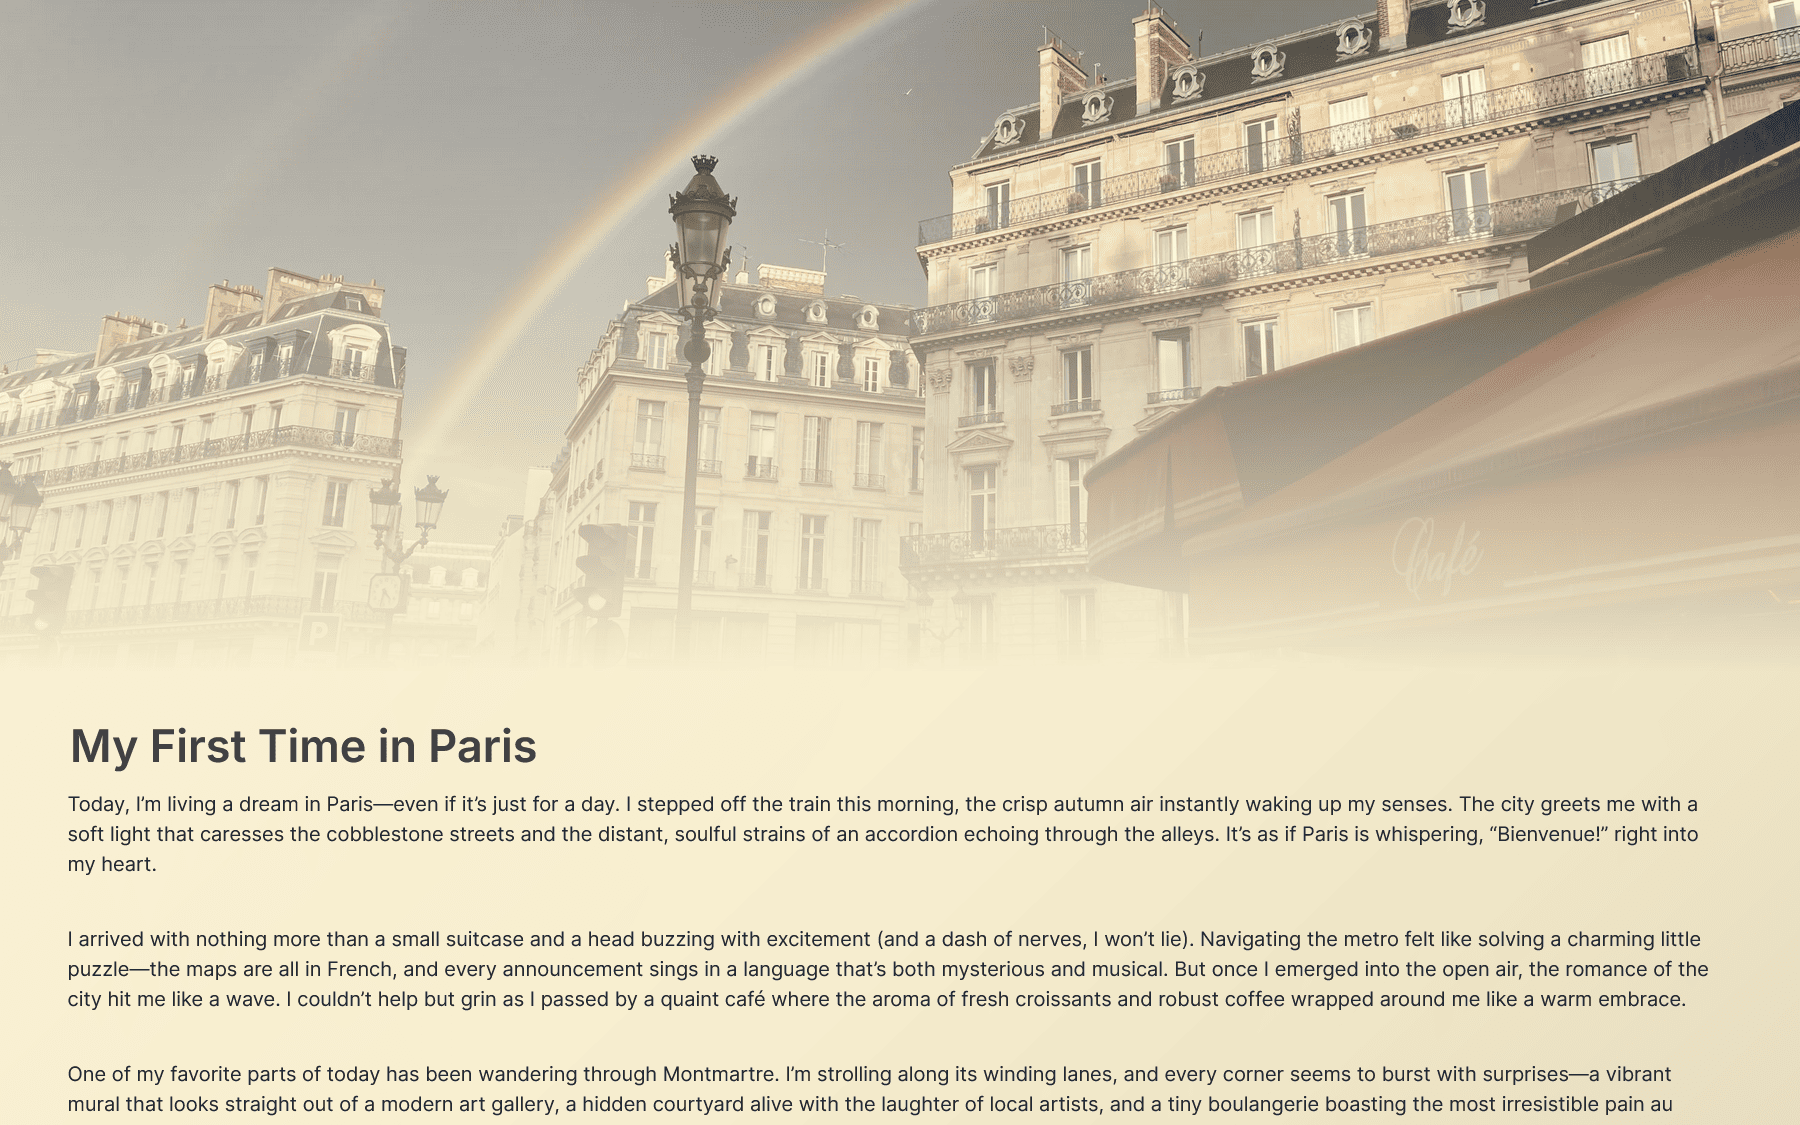 P
Café
My First Time in Paris
Today, I’m living a dream in Paris—even if it’s just for a day. I stepped off the train this morning, the crisp autumn air instantly waking up my senses. The city greets me with a
soft light that caresses the cobblestone streets and the distant, soulful strains of an accordion echoing through the alleys. It’s as if Paris is whispering, “Bienvenue!” right into
my heart.
I arrived with nothing more than a small suitcase and a head buzzing with excitement (and a dash of nerves, I won’t lie). Navigating the metro felt like solving a charming little
puzzle—the maps are all in French, and every announcement sings in a language that’s both mysterious and musical. But once I emerged into the open air, the romance of the
city hit me like a wave. I couldn’t help but grin as I passed by a quaint café where the aroma of fresh croissants and robust coffee wrapped around me like a warm embrace.
One of my favorite parts of today has been wandering through Montmartre. I’m strolling along its winding lanes, and every corner seems to burst with surprises—a vibrant
mural that looks straight out of a modern art gallery, a hidden courtyard alive with the laughter of local artists, and a tiny boulangerie boasting the most irresistible pain au